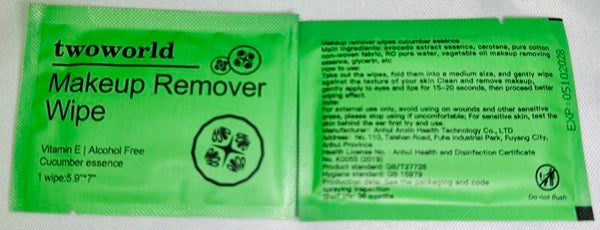 twoworld
Makeup Remover
Wipe
Vitamin E | Alcohol Free
Cucumber essence
1 wipe:5.9"*7"
Makeup remover wipes cucumber essence
Main ingredients: avocado extract essence, carotene, pure cotton
non-woven fabric, RO pure water, vegetable oil makeup removing
essence, glycerin, etc
How to use:
Take out the wipes, fold them into a medium size, and gently wipe
against the texture of your skin Clean and remove makeup,
gently apply to eyes and lips for 15-20 seconds, then proceed better
wiping effect.
Note:
For external use only, avoid using on wounds and other sensitive
areas, please stop using if uncomfortable; For sensitive skin, test the
skin behind the ear first try and use.
Manufacturer: Anhui Anxin Health Technology Co., LTD
Address: No. 110, Taishan Road, Fuhe Industrial Park, Fuyang City,
Anhui Province
Health License No.: Anhui Health and Disinfection Certificate
No. K0055 (2019)
Product standard: GB/T27728
Hygiene standard: GB 15979
Production date: See the packaging and code
spraying inspection
Shelf life: 36 months
EXP: 05102028
Do not flush